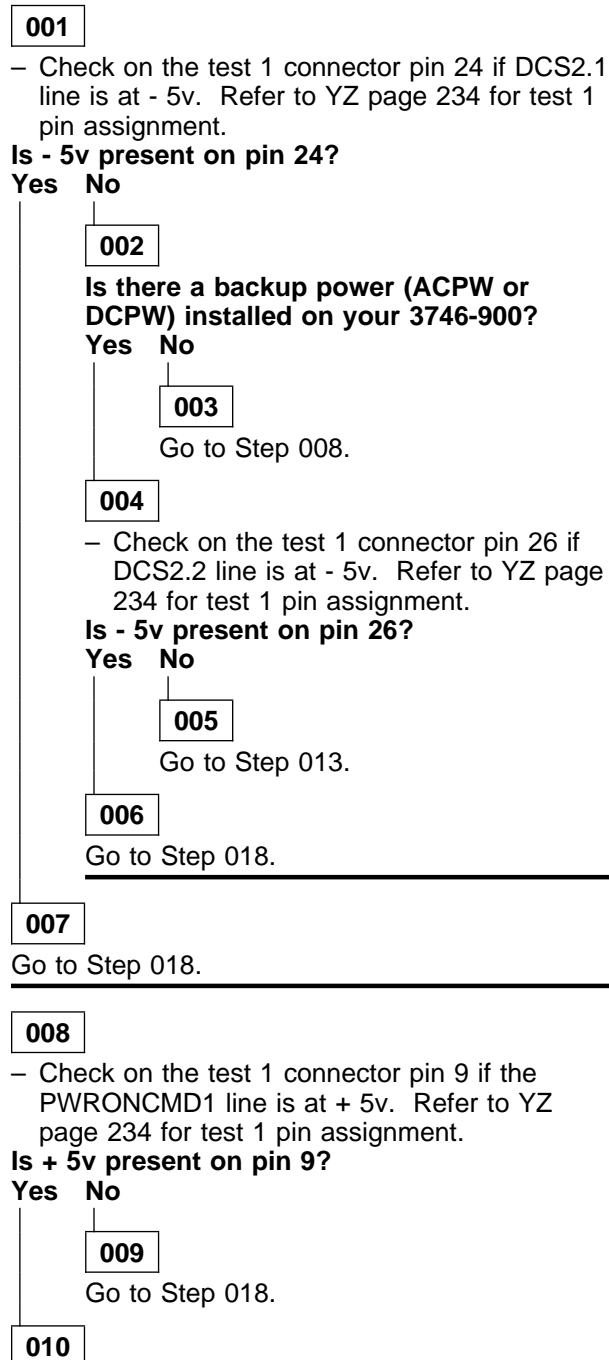 001
– Check on the test 1 connector pin 24 if DCS2.1
line is at - 5v. Refer to YZ page 234 for test 1
pin assignment.
Is - 5v present on pin 24?
Yes No
002
Is there a backup power (ACPW or
DCPW) installed on your 3746-900?
Yes No
003
Go to Step 008.
004
– Check on the test 1 connector pin 26 if
DCS2.2 line is at - 5v. Refer to YZ page
234 for test 1 pin assignment.
Is - 5v present on pin 26?
Yes No
005
Go to Step 013.
006
Go to Step 018.
007
Go to Step 018.
008
– Check on the test 1 connector pin 9 if the
PWRONCMD1 line is at + 5v. Refer to YZ
page 234 for test 1 pin assignment.
Is + 5v present on pin 9?
Yes No
009
Go to Step 018.
010